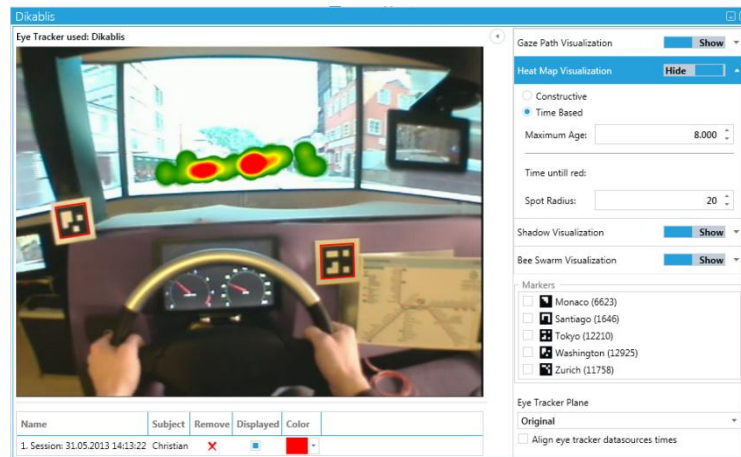 Dikablis
Eye Tracker used: Dikablis
Gaze Path Visualization Show
Heat Map Visualization Hide
Constructive
Time Based
Maximum Age: 8.000
Time untill red:
Spot Radius: 20
Shadow Visualization Show
Bee Swarm Visualization Show
Markers
Monaco (6623)
Santiago (1646)
Tokyo (12210)
Washington (12925)
Zurich (11758)
Eye Tracker Plane
Original
Align eye tracker datasources times
Name Subject Remove Displayed Color
1. Session: 31.05.2013 14:13:22 Christian